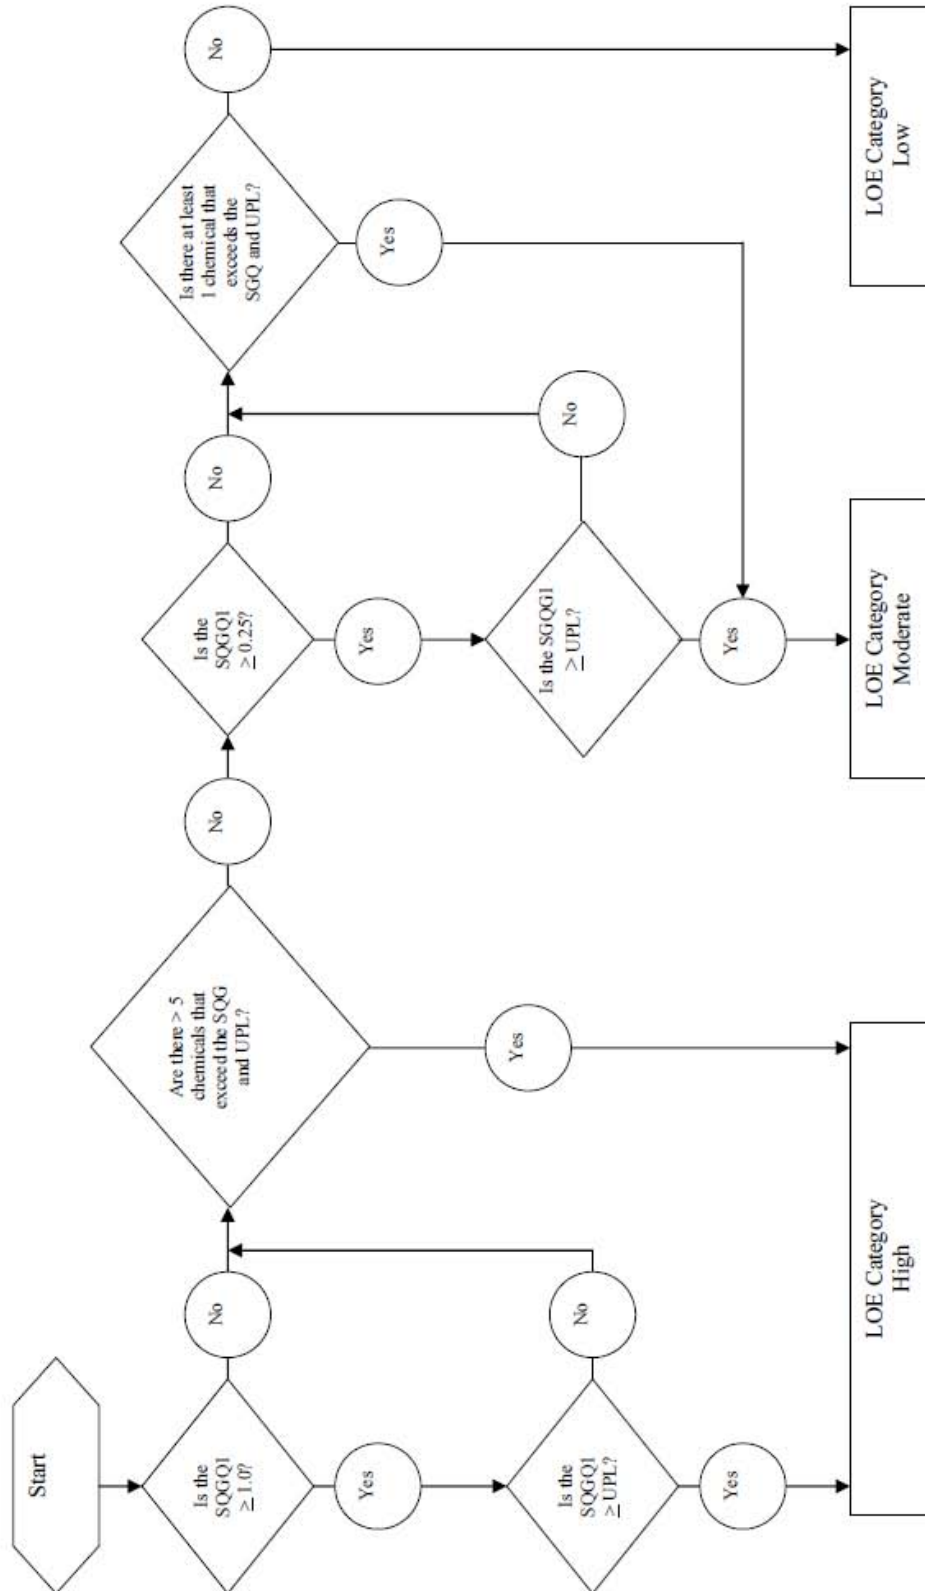 Start
Is the
SQGQ1
≥ 1.0?
No
Yes
Is the
SQGQ1
≥ UPL?
No
Yes
Are there > 5
chemicals that
exceed the SQG
and UPL?
No
Yes
LOE Category
High
Is the
SQGQ1
≥ 0.25?
No
Yes
Is the SGQG1
≥ UPL?
No
Yes
LOE Category
Moderate
Is there at least
1 chemical that
exceeds the
SGQ and UPL?
No
Yes
LOE Category
Low